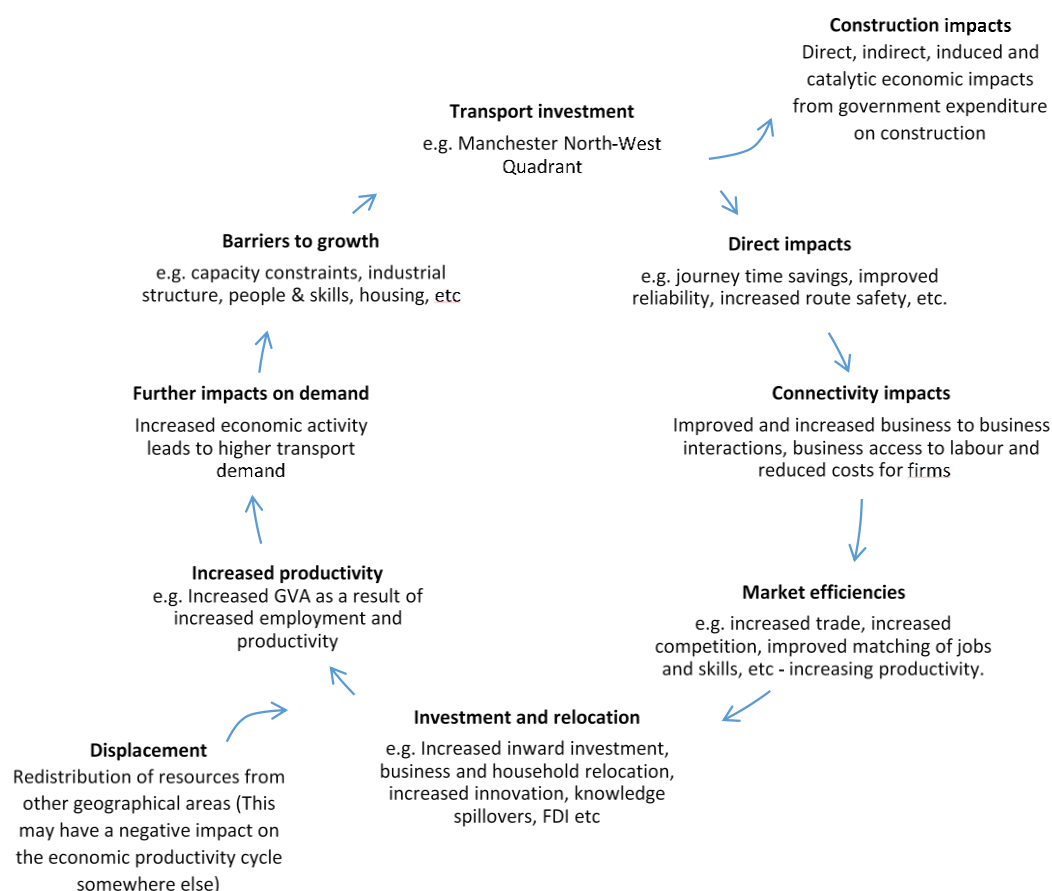 Construction impacts
Direct, indirect, induced and
catalytic economic impacts
from government expenditure
on construction
Transport investment
e.g. Manchester North-West
Quadrant
Direct impacts
e.g. journey time savings, improved
reliability, increased route safety, etc.
Connectivity impacts
Improved and increased business to business
interactions, business access to labour and
reduced costs for firms
Market efficiencies
e.g. increased trade, increased
competition, improved matching of jobs
and skills, etc - increasing productivity.
Investment and relocation
e.g. Increased inward investment,
business and household relocation,
increased innovation, knowledge
spillovers, FDI etc
Displacement
Redistribution of resources from
other geographical areas (This
may have a negative impact on
the economic productivity cycle
somewhere else)
Increased productivity
e.g. Increased GVA as a result of
increased employment and
productivity
Further impacts on demand
Increased economic activity
leads to higher transport
demand
Barriers to growth
e.g. capacity constraints, industrial
structure, people & skills, housing, etc